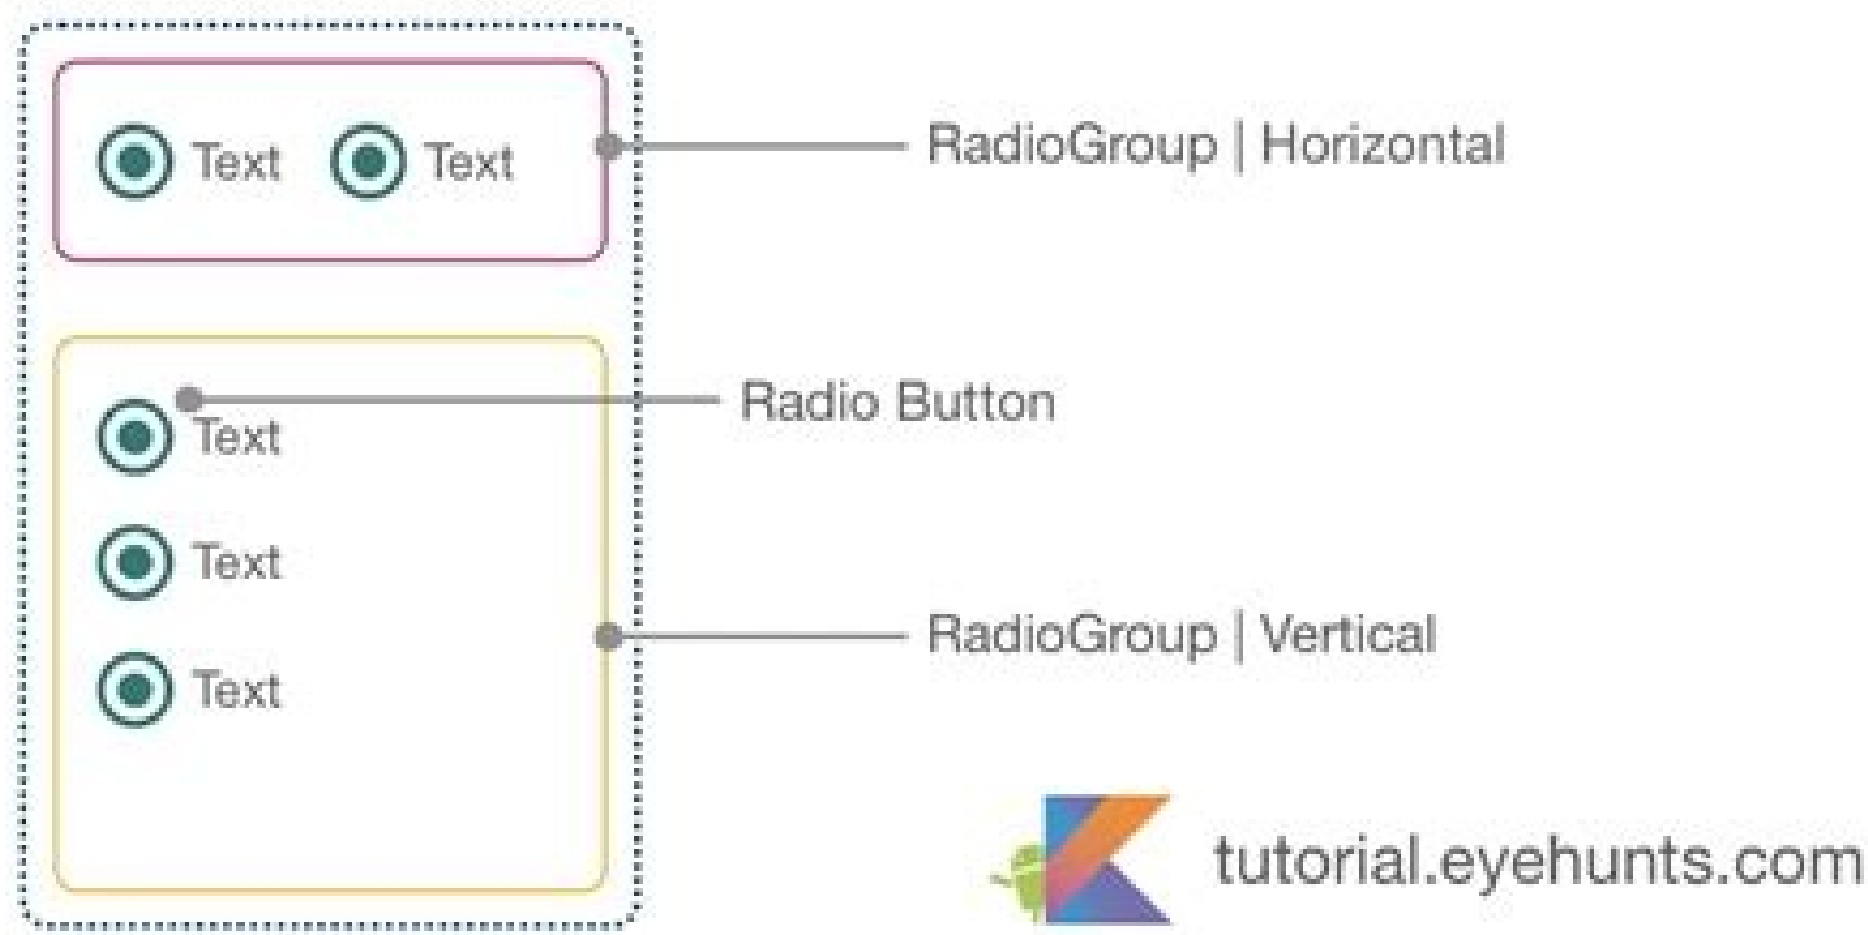 Text Text
RadioGroup | Horizontal
Radio Button
Text
Text
RadioGroup | Vertical
Text
tutorial.eyehunts.com